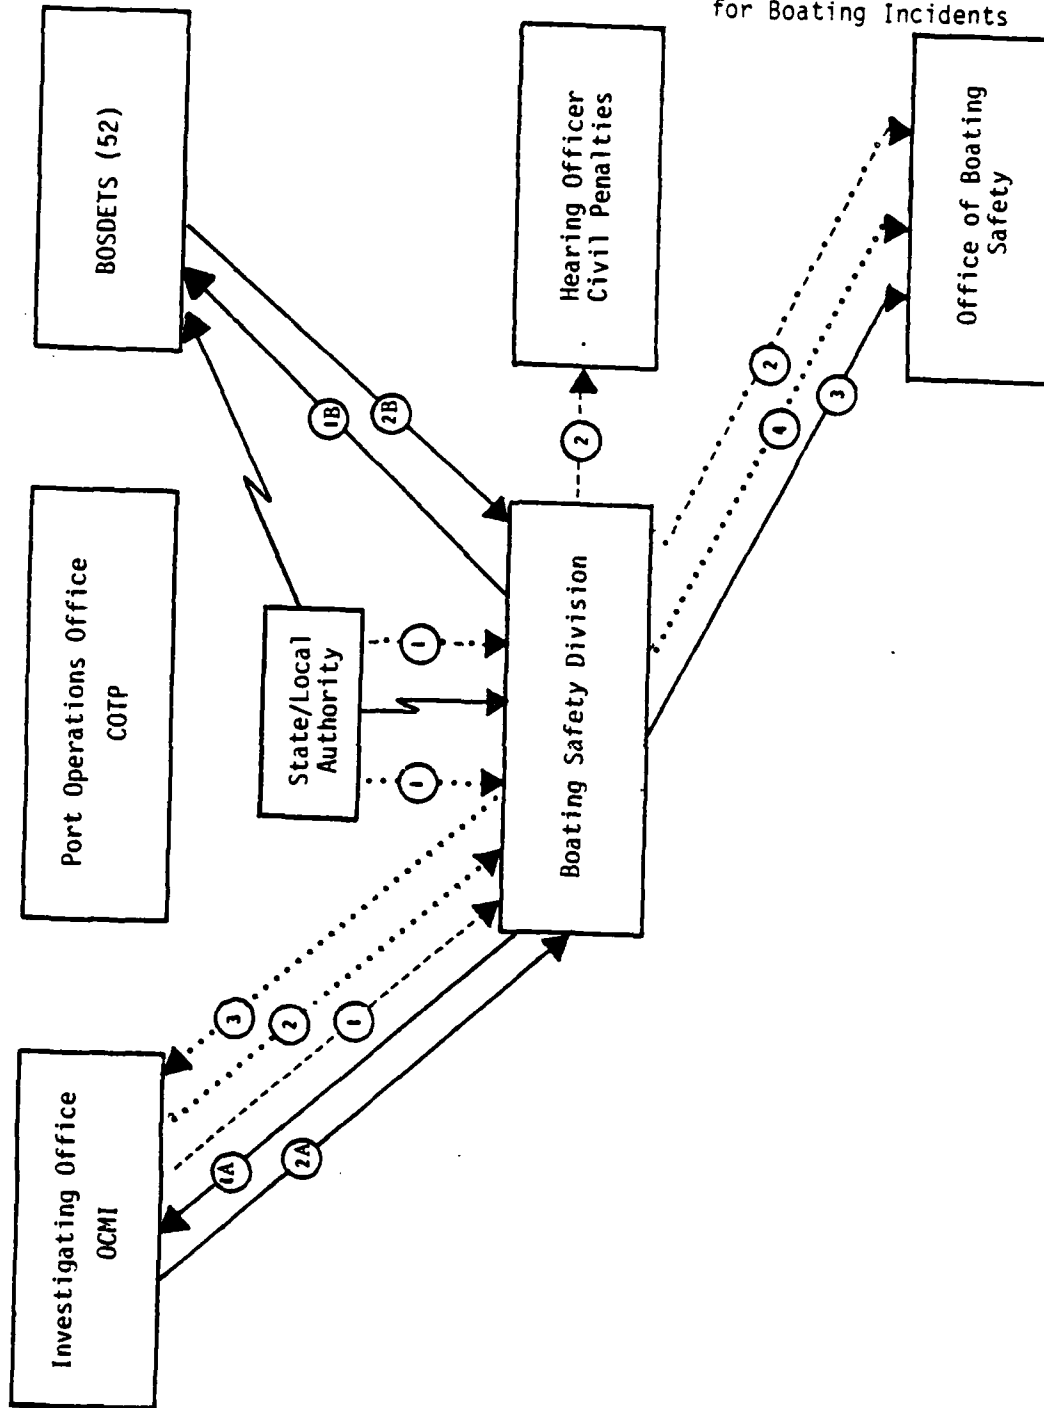 for Boating Incidents
Investigating Office
OCMI
Port Operations Office
COTP
BOSDETS (52)
State/Local
Authority
3
2
1
1A
2A
1
1
1B
2B
Boating Safety Division
2
Hearing Officer
Civil Penalties
2
4
3
Office of Boating
Safety